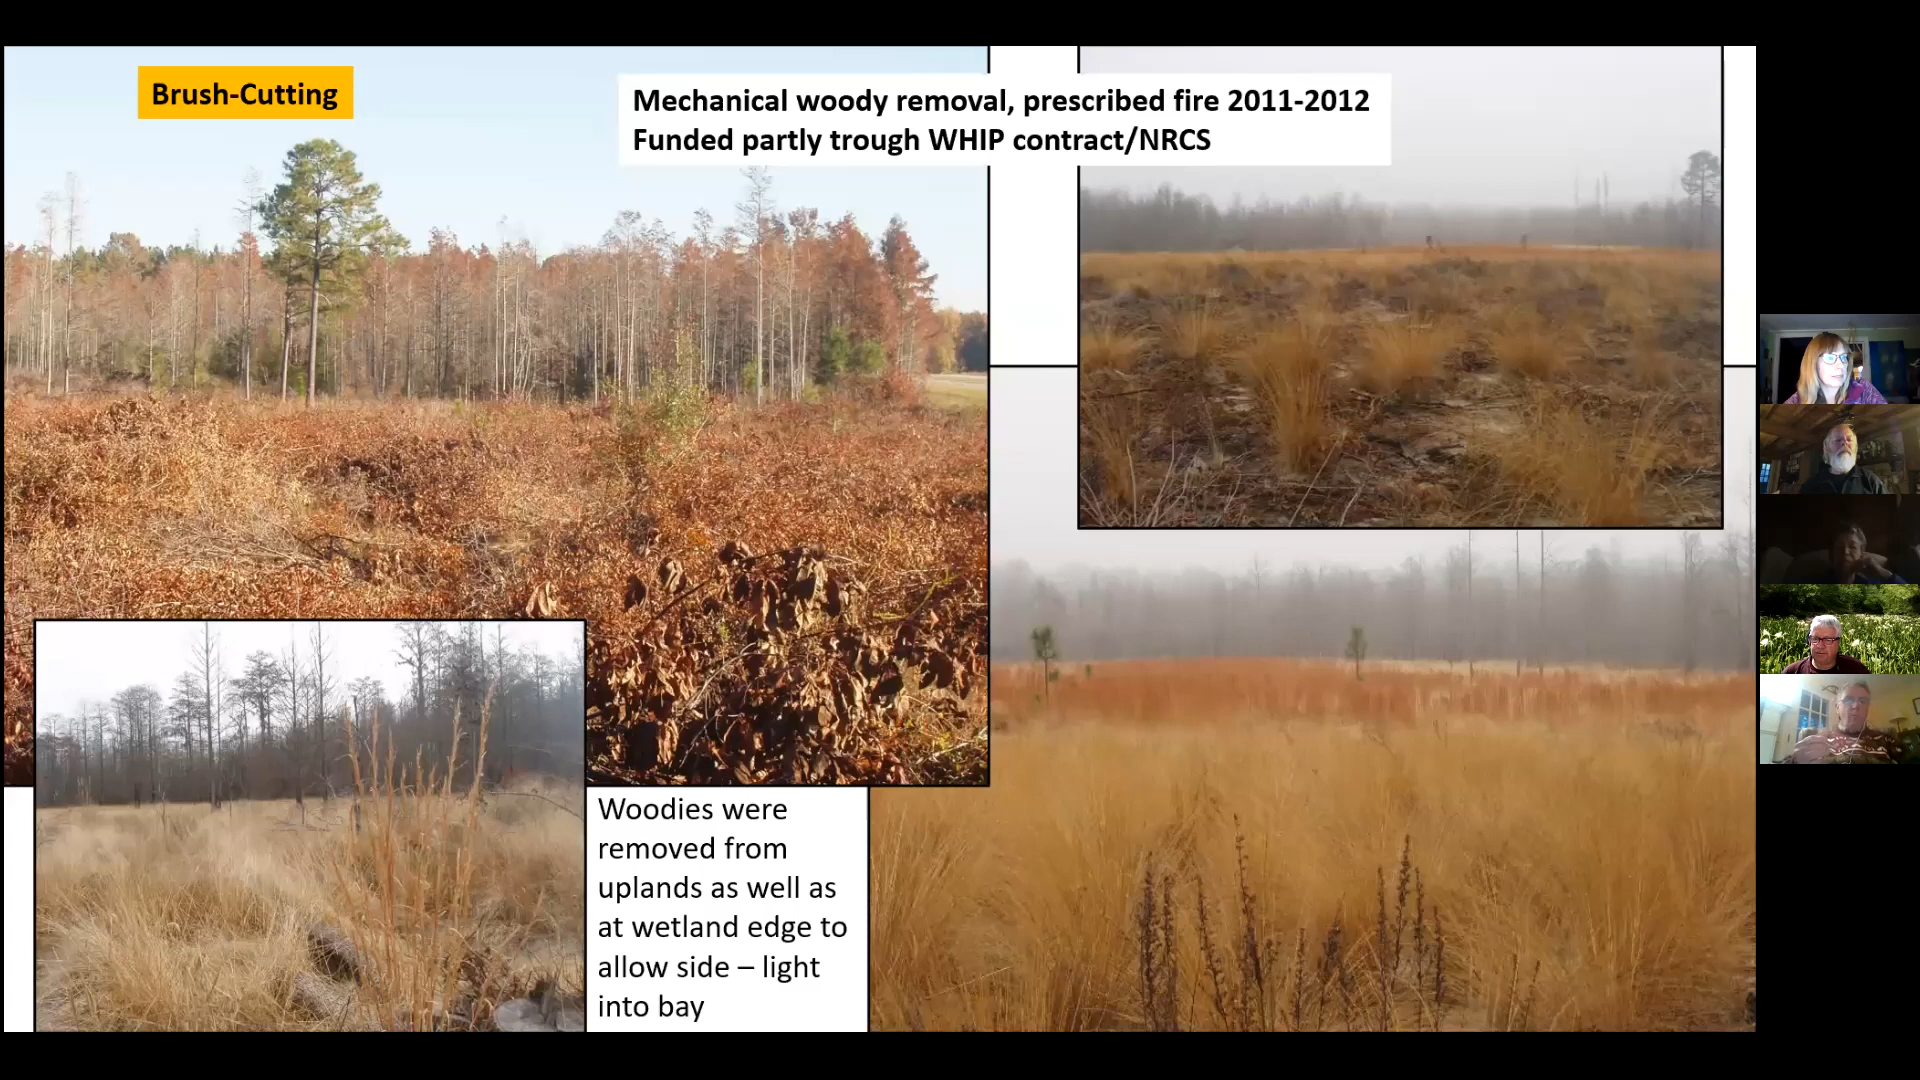 Brush-Cutting
Mechanical woody removal, prescribed fire 2011-2012
Funded partly trough WHIP contract/NRCS
Woodies were
removed from
uplands as well as
at wetland edge to
allow side – light
into bay